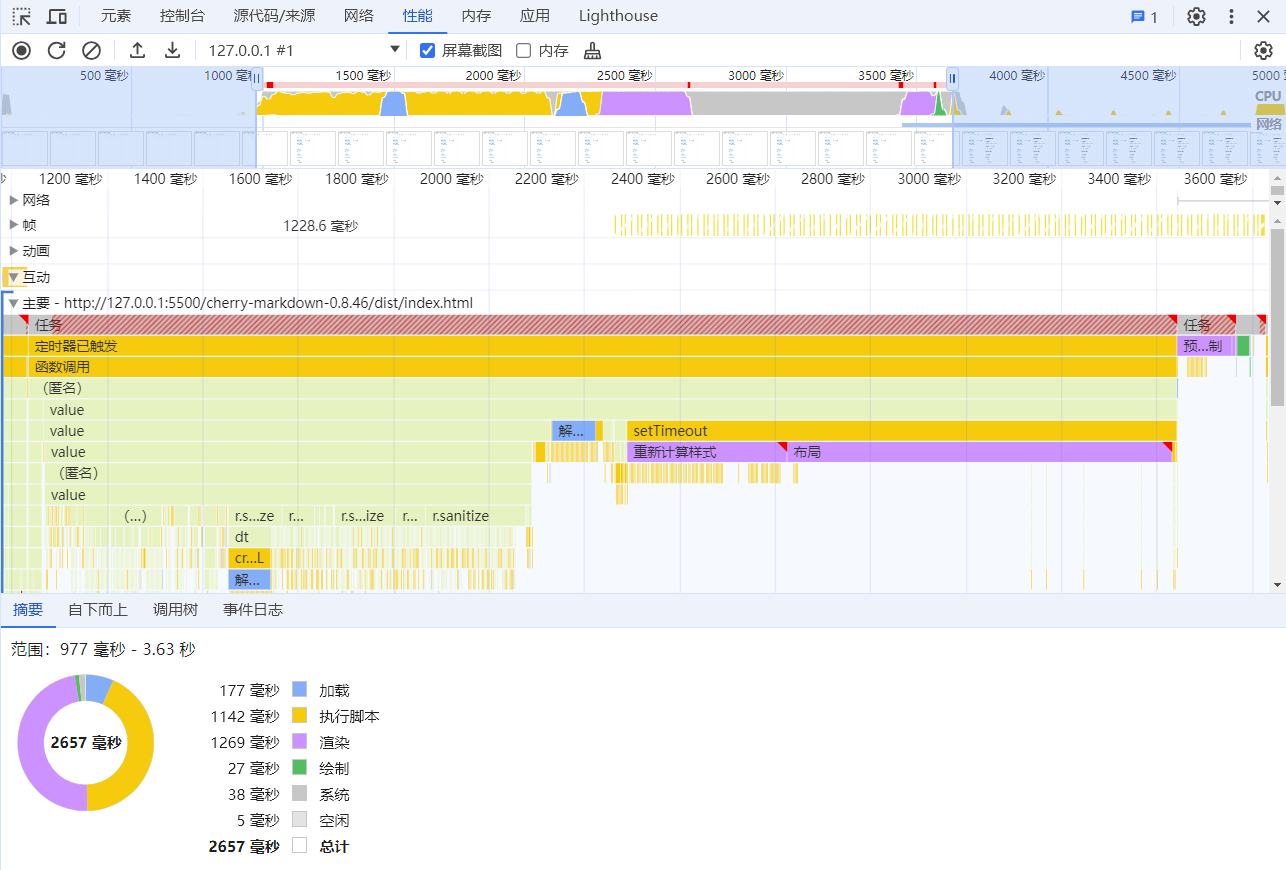 元素 控制台 源代码/来源 网络 性能 内存 应用 Lighthouse 1
127.0.0.1 #1 屏幕截图 内存
500 毫秒 1000 毫 1500 毫秒 2000 毫秒 2500 毫秒 3000 毫秒 3500 毫秒 4000 毫秒 4500 毫秒 5000
CPU
网络
1200 毫秒 1400 毫秒 1600 毫秒 1800 毫秒 2000 毫秒 2200 毫秒 2400 毫秒 2600 毫秒 2800 毫秒 3000 毫秒 3200 毫秒 3400 毫秒 3600 毫秒
网络
帧 1228.6 毫秒
动画
互动
主要 - http://127.0.0.1:5500/cherry-markdown-0.8.46/dist/index.html
任务 任务
定时器已触发 预…制
函数调用
（匿名）
value
value 解… setTimeout
value 重新计算样式 布局
（匿名）
value
(…) r.s…ze r… r.s…ize r… r.sanitize
dt
cr…L
解…
摘要 自下而上 调用树 事件日志
范围：977 毫秒 - 3.63 秒
2657 毫秒
177 毫秒 加载
1142 毫秒 执行脚本
1269 毫秒 渲染
27 毫秒 绘制
38 毫秒 系统
5 毫秒 空闲
2657 毫秒 总计